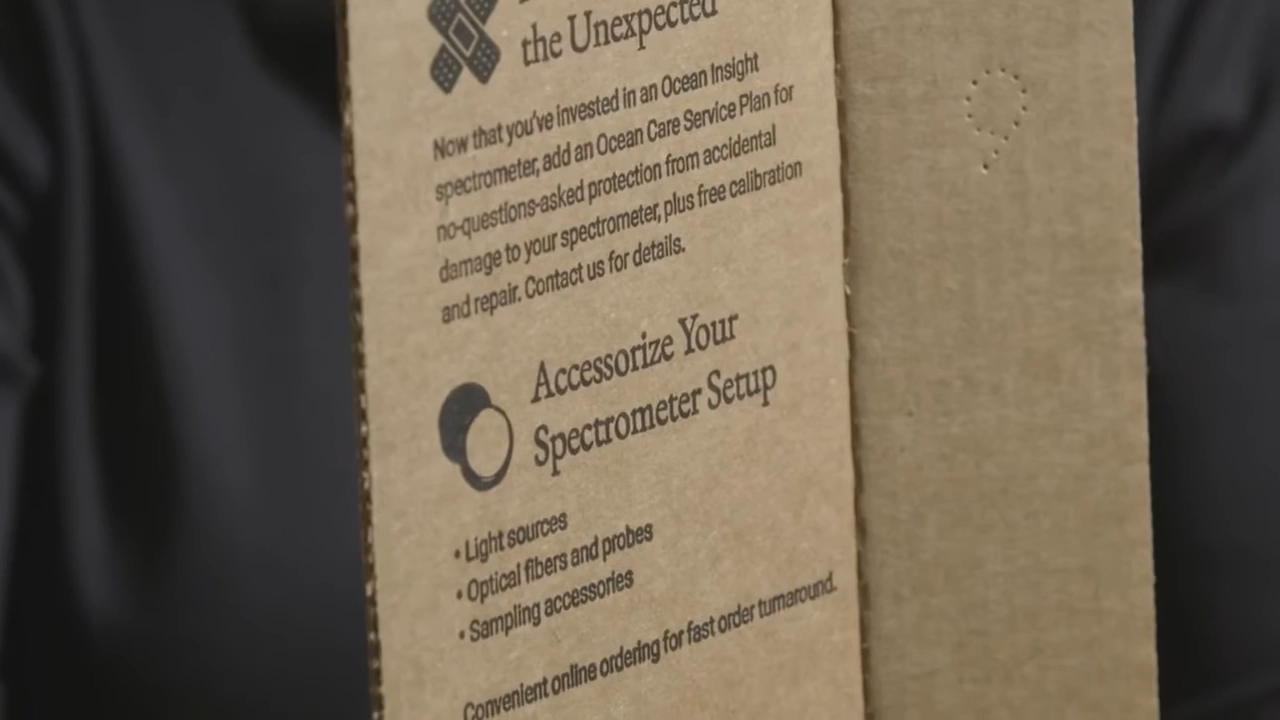 the Unexpected
Now that you've invested in an Ocean Insight
spectrometer, add an Ocean Care Service Plan for
no-questions-asked protection from accidental
damage to your spectrometer, plus free calibration
and repair. Contact us for details.
Accessorize Your
Spectrometer Setup
• Light sources
• Optical fibers and probes
• Sampling accessories
Convenient online ordering for fast order turnaround.